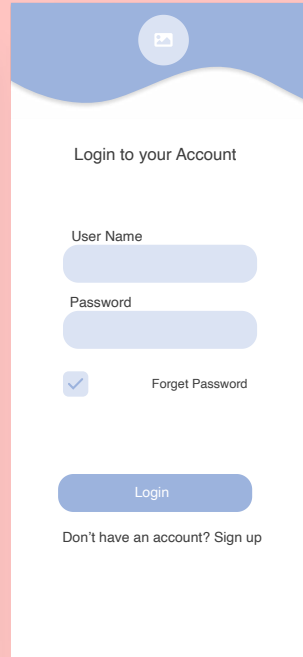 Login to your Account
User Name
Password
Forget Password
Login
Don’t have an account? Sign up